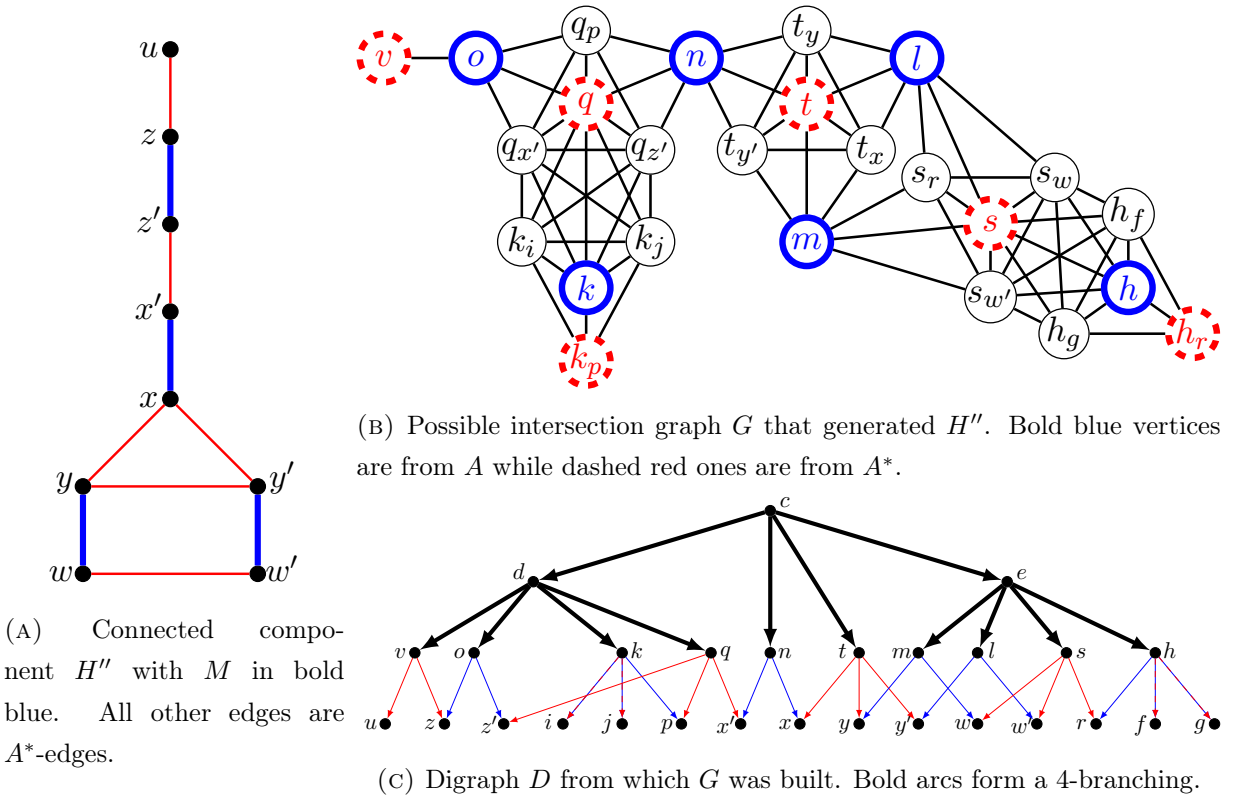 u
z
z′
x′
x
y
y′
w
w′
(A) Connected compo-
nent H′′ with M in bold
blue. All other edges are
A*-edges.
v
o
q_p
n
t_y
l
q
t
q_{x′}
q_{z′}
t_{y′}
t_x
s_r
s_w
h_f
k_i
k_j
m
s
k
s_{w′}
h
h_g
h_r
k_p
(B) Possible intersection graph G that generated H′′. Bold blue vertices
are from A while dashed red ones are from A*.
c
d
e
v o k q n t m l s h
u z z′ i j p x′ x y y′ w w′ r f g
(C) Digraph D from which G was built. Bold arcs form a 4-branching.